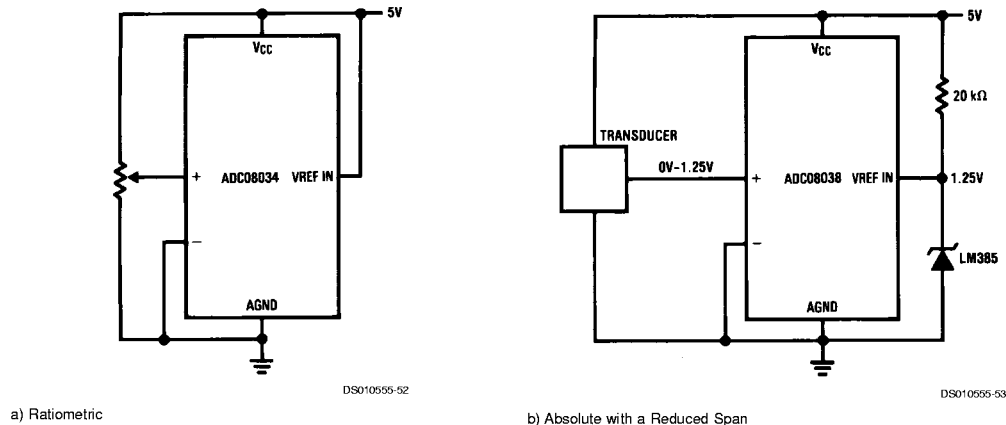 5V
VCC
+
ADC08034
VREF IN
−
AGND
DS010555-52
a) Ratiometric
5V
VCC
20 kΩ
TRANSDUCER
0V–1.25V
+
ADC08038
VREF IN
1.25V
−
LM385
AGND
DS010555-53
b) Absolute with a Reduced Span